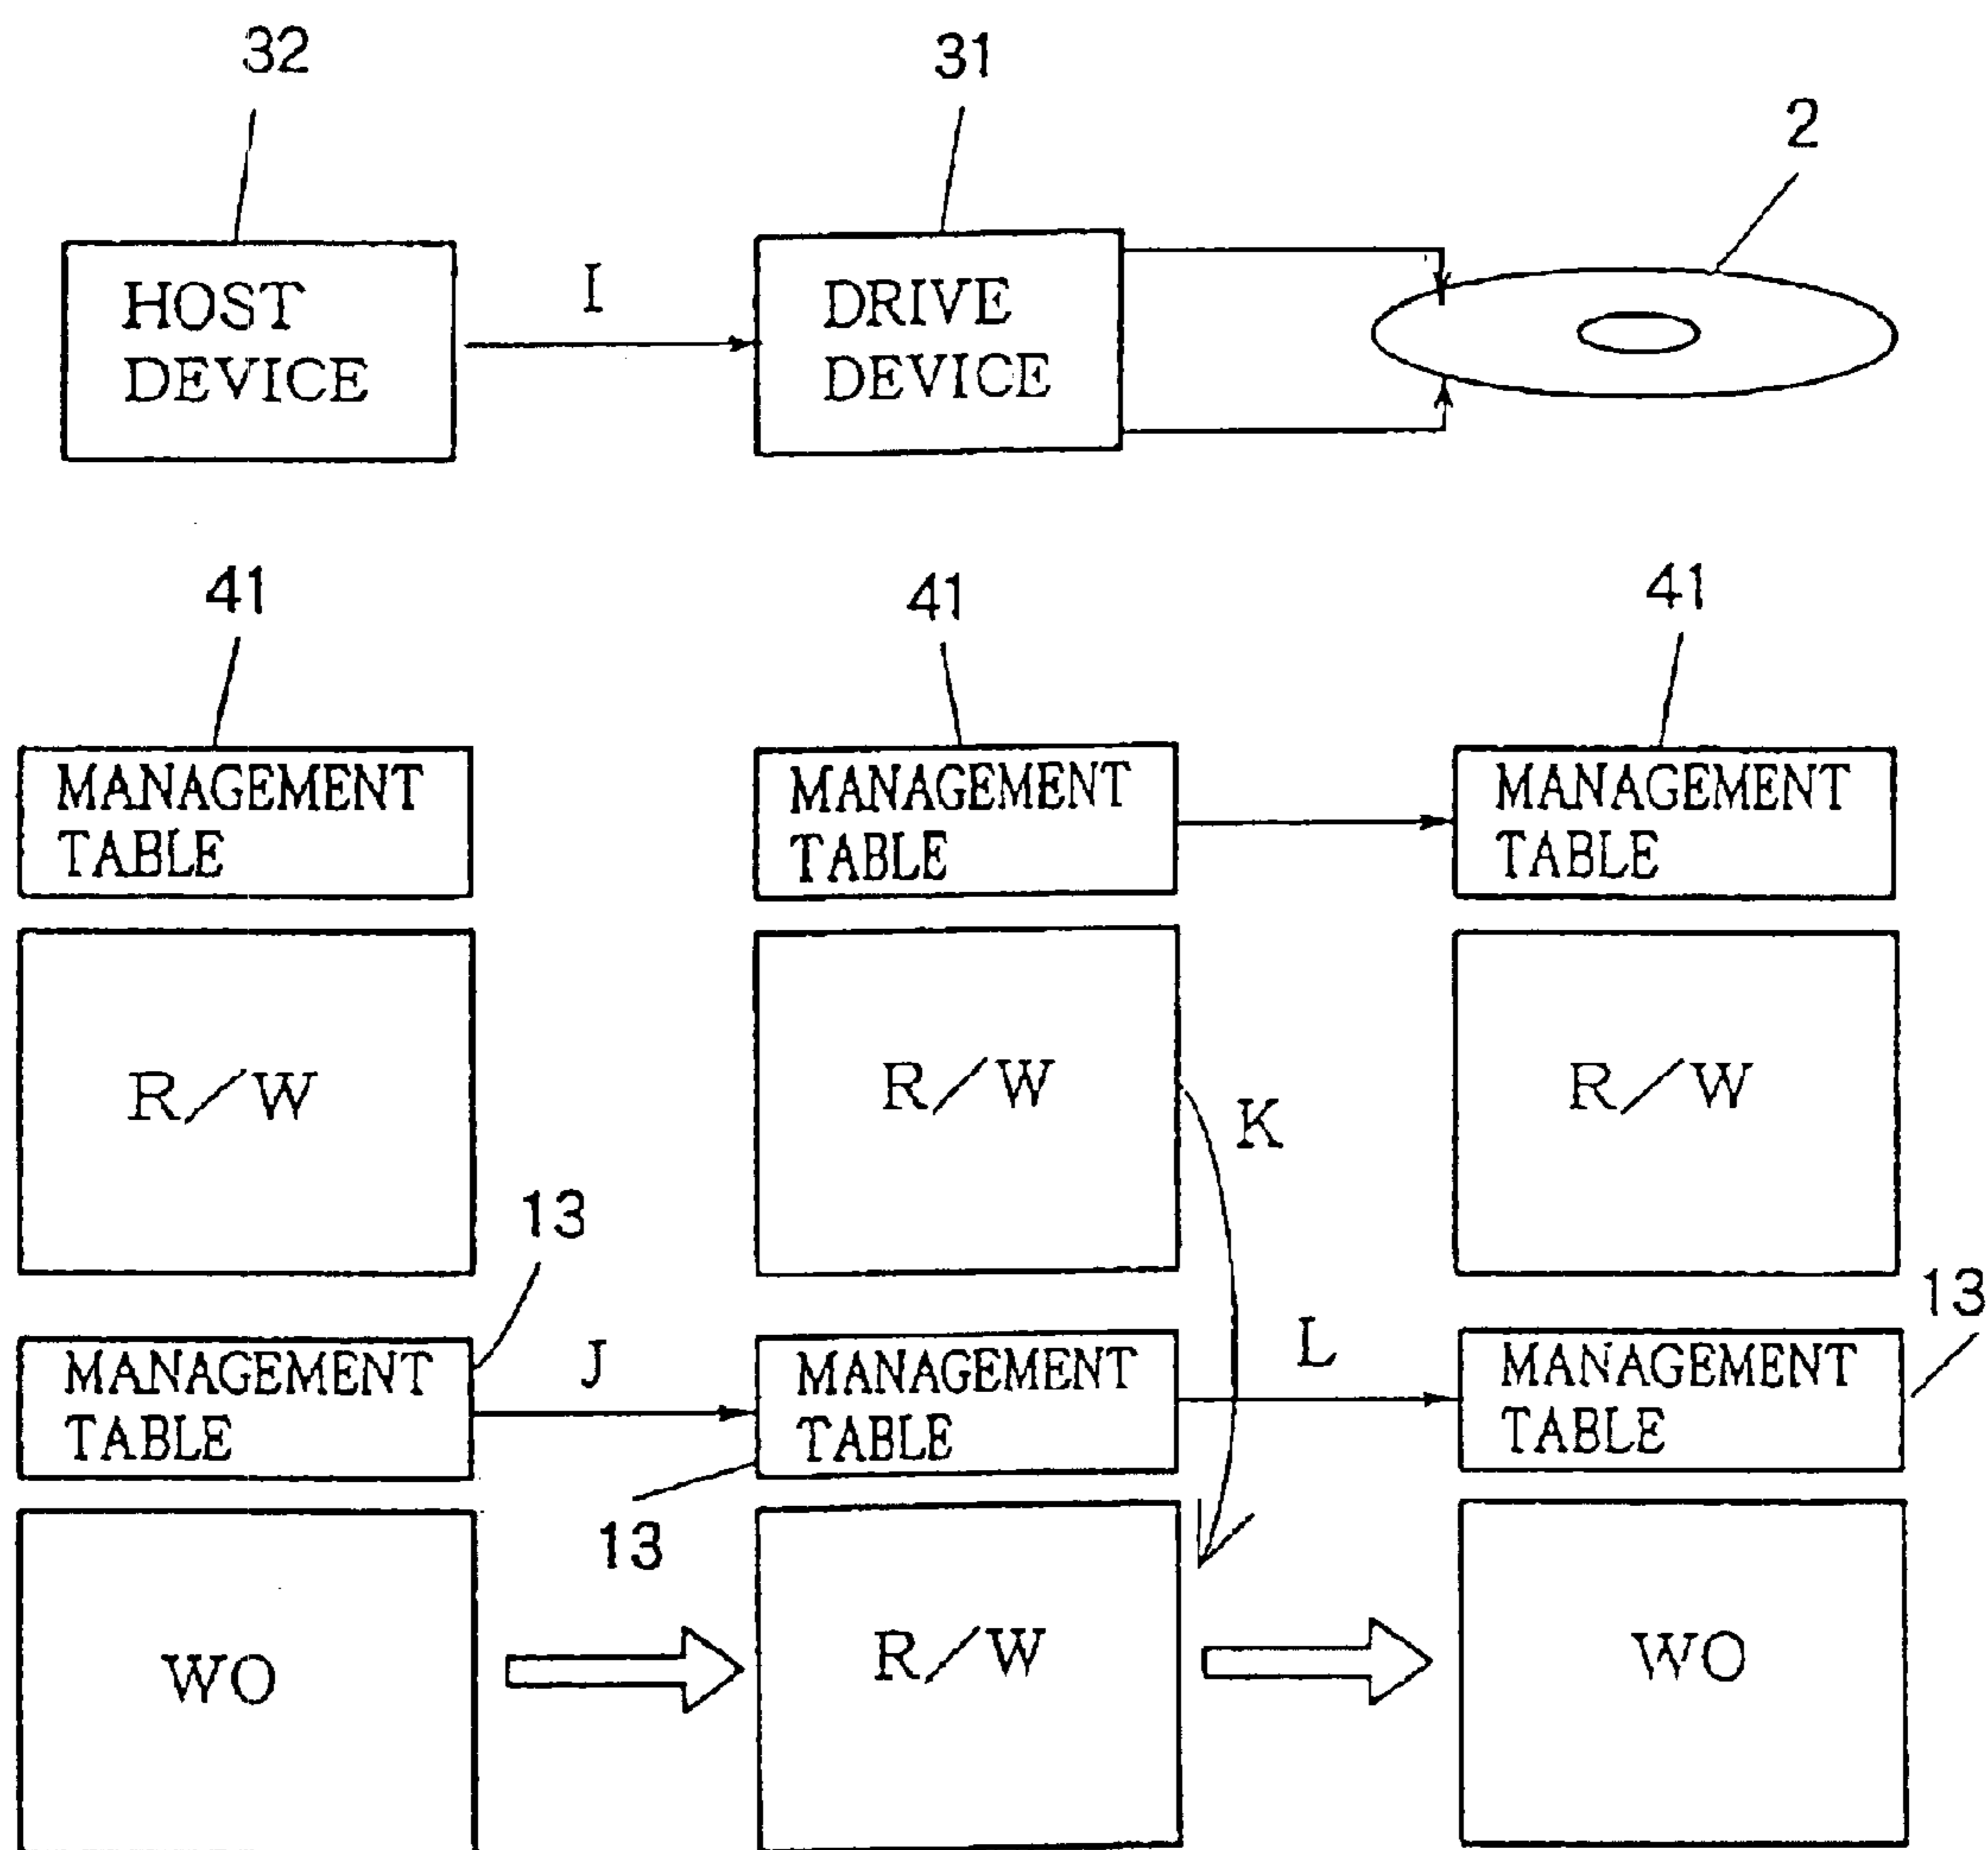 32
31
2
HOST
DEVICE
I
DRIVE
DEVICE
41
41
41
MANAGEMENT
TABLE
MANAGEMENT
TABLE
MANAGEMENT
TABLE
R/W
R/W
R/W
K
13
13
MANAGEMENT
TABLE
J
MANAGEMENT
TABLE
L
MANAGEMENT
TABLE
13
WO
R/W
WO